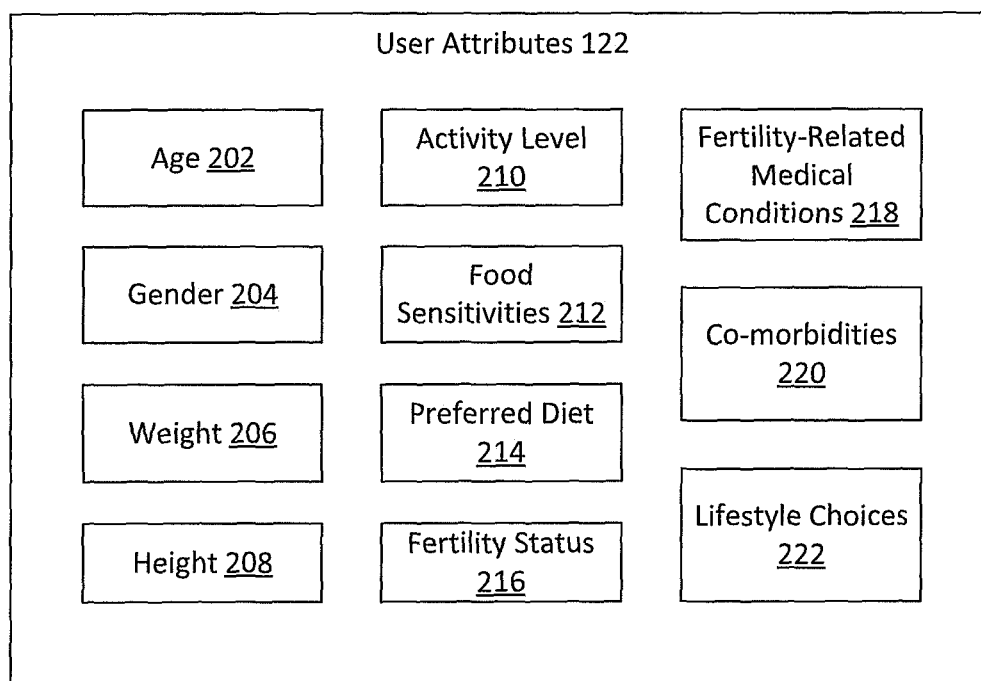 User Attributes 122
Age 202
Gender 204
Weight 206
Height 208
Activity Level
210
Food
Sensitivities 212
Preferred Diet
214
Fertility Status
216
Fertility-Related
Medical
Conditions 218
Co-morbidities
220
Lifestyle Choices
222